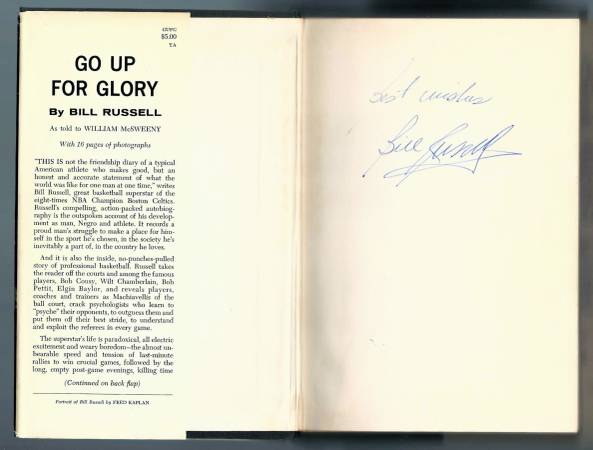 GUFG
$5.00
T.A
GO UP
FOR GLORY
By BILL RUSSELL
As told to WILLIAM McSWEENY
With 16 pages of photographs
"THIS IS not the friendship diary of a typical
American athlete who makes good, but an
honest and accurate statement of what the
world was like for one man at one time," writes
Bill Russell, great basketball superstar of the
eight-times NBA Champion Boston Celtics.
Russell's compelling, action-packed autobiog-
raphy is the outspoken account of his develop-
ment as man, Negro and athlete. It records a
proud man's struggle to make a place for him-
self in the sport he's chosen, in the society he's
inevitably a part of, in the country he loves.
And it is also the inside, no-punches-pulled
story of professional basketball. Russell takes
the reader off the courts and among the famous
players, Bob Cousy, Wilt Chamberlain, Bob
Pettit, Elgin Baylor, and reveals players,
coaches and trainers as Machiavellis of the
ball court, crack psychologists who learn to
"psyche" their opponents, to outguess them and
put them off their best stride, to understand
and exploit the referees in every game.
The superstar's life is paradoxical, all electric
excitement and weary boredom—the almost un-
bearable speed and tension of last-minute
rallies to win crucial games, followed by the
long, empty post-game evenings, killing time
(Continued on back flap)
Portrait of Bill Russell by FRED KAPLAN
Best wishes
Bill Russell